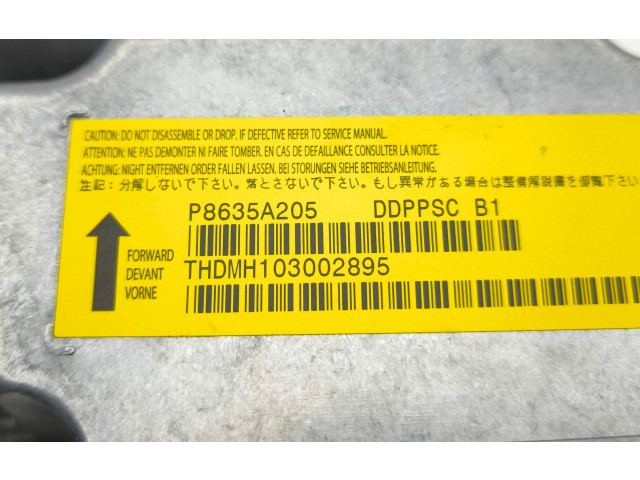 CAUTION: DO NOT DISASSEMBLE OR DROP. IF DEFECTIVE REFER TO SERVICE MANUAL.
ATTENTION: NE PAS DEMONTER NI FAIRE TOMBER. EN CAS DE DEFAILLANCE CONSULTER LA NOTICE.
ACHTUNG: NIGHT ENTFERNEN ORDER FALLEN LASSEN. BEI STORUNGEN SIEHE BETRIEBSANLEITUNG.
注記: 分解しないで下さい。落とさないで下さい。もし異常がある場合は整備解説書を御覧下さい
P8635A205 DDPPSC B1
FORWARD
DEVANT
VORNE
THDMH103002895